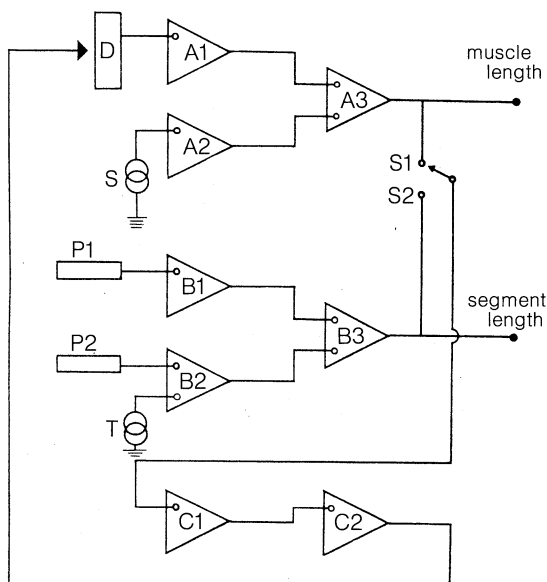 D
A1
muscle
length
A3
A2
S
S1
S2
P1
B1
segment
length
B3
P2
B2
T
C1
C2